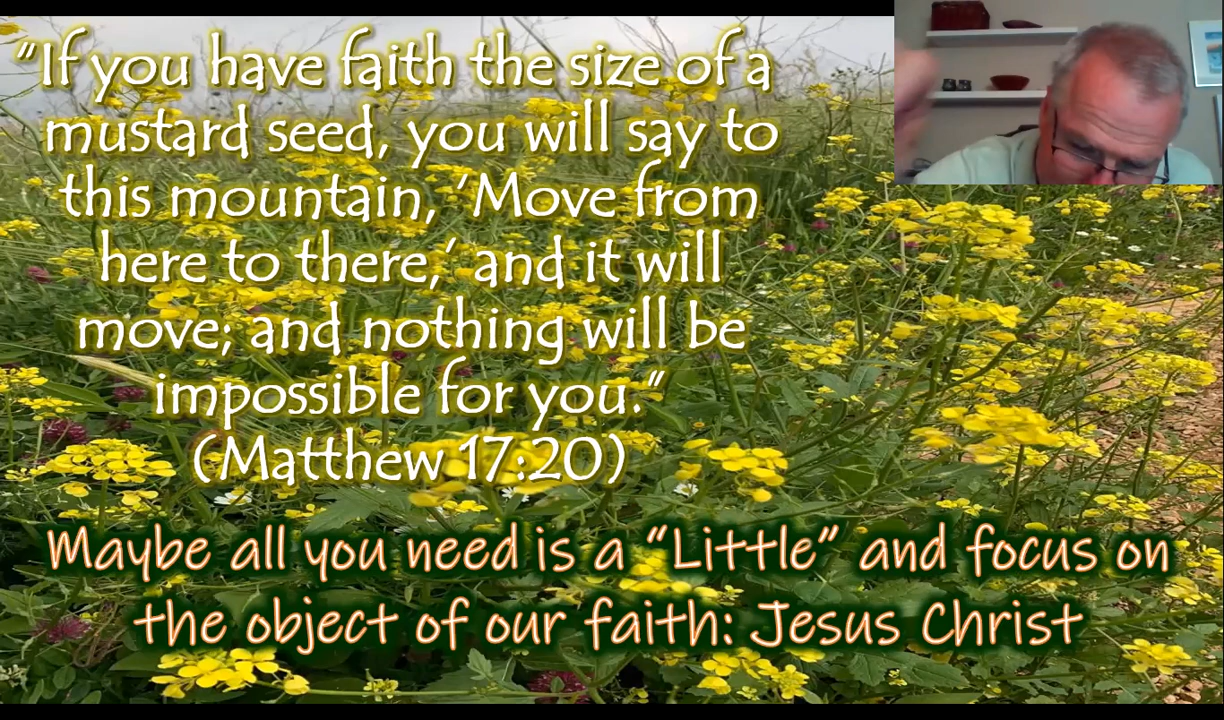 “If you have faith the size of a
mustard seed, you will say to
this mountain, ‘Move from
here to there,’ and it will
move; and nothing will be
impossible for you.”
(Matthew 17:20)
Maybe all you need is a “Little” and focus on
the object of our faith: Jesus Christ